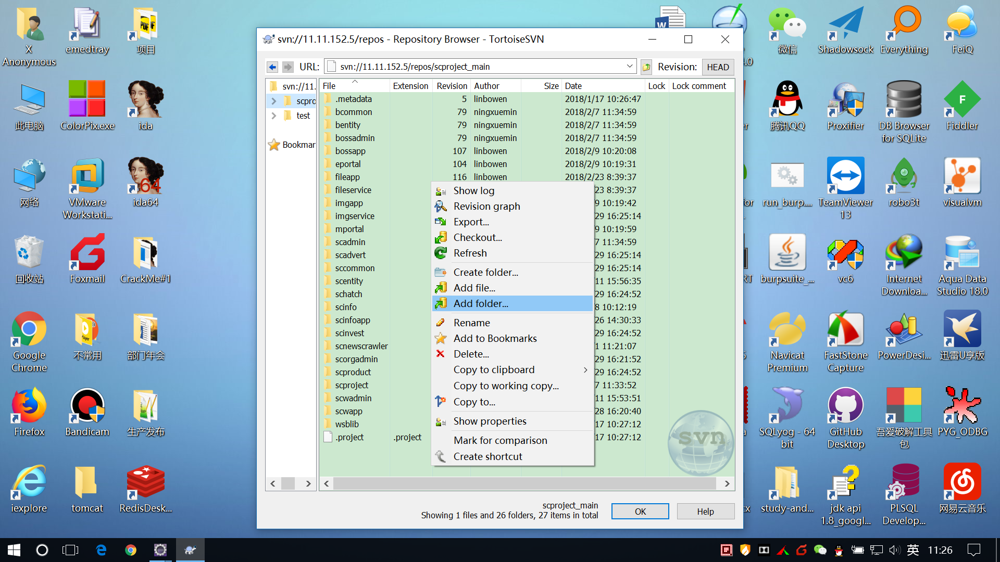 svn://11.11.152.5/repos - Repository Browser - TortoiseSVN
URL:
svn://11.11.152.5/repos/scproject_main
Revision:
HEAD
svn://11.
scpro
test
Bookmar
File Extension Revision Author Size Date Lock Lock comment
.metadata 5 linbowen 2018/1/17 10:26:47
bcommon 79 ningxuemin 2018/2/7 11:34:59
bentity 79 ningxuemin 2018/2/7 11:34:59
bossadmin 79 ningxuemin 2018/2/7 11:34:59
bossapp 107 linbowen 2018/2/9 10:20:08
eportal 104 linbowen 2018/2/9 10:19:31
fileapp 116 linbowen 2018/2/23 8:39:37
fileservice 23 8:39:37
imgapp 9 10:19:42
imgservice 29 16:25:14
mportal 9 10:19:59
scadmin 7 11:34:59
scadvert 29 16:25:14
sccommon 29 16:25:14
scentity 11 15:56:35
schatch 29 16:24:52
scinfo 8 10:12:19
scinfoapp 26 14:30:33
scinvest 29 16:24:52
scnewscrawler 1 11:21:07
scorgadmin 29 16:21:52
scproduct 29 16:24:52
scproject 7 11:33:52
scwadmin 11 15:53:51
scwapp 28 16:20:40
wsblib 17 10:27:12
.project .project 17 10:27:12
Show log
Revision graph
Export...
Checkout...
Refresh
Create folder...
Add file...
Add folder...
Rename
Add to Bookmarks
Delete...
Copy to clipboard
Copy to working copy...
Copy to...
Show properties
Mark for comparison
Create shortcut
svn
scproject_main
Showing 1 files and 26 folders, 27 items in total
OK
Help
X
Anonymous
emedtray
PDF
项目
此电脑
ColorPix.exe
ida
网络
VMware
Workstati...
64
ida64
回收站
Foxmail
CrackMe#1
Google
Chrome
不常用
部门年会
Firefox
Bandicam
生产发布
iexplore
tomcat
RedisDesk...
W
微信
Shadowsock
Everything
FeiQ
.0
腾讯QQ
Proxifier
DB Browser
for SQLite
F
Fiddler
er
run_burp....
TeamViewer
13
robo3t
visualvm
for
burpsuite_...
vc6
Internet
Downloa...
Aqua Data
Studio 18.0
RT
Navicat
Premium
FastStone
Capture
PowerDesi...
迅雷U享版
SQLyog - 64
bit
GitHub
Desktop
吾爱破解工具
包
PYG_ODBG
study-and...
jdk api
1.8_googl...
PLSQL
Develop...
网易云音乐
cx
英
11:26